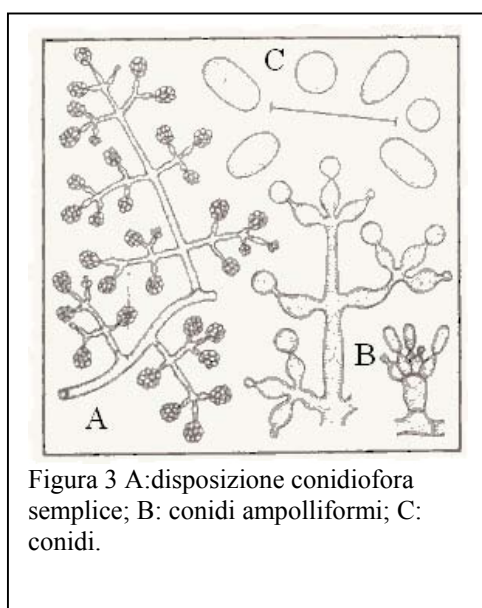 C
B
A
Figura 3 A:disposizione conidiofora
semplice; B: conidi ampolliformi; C:
conidi.